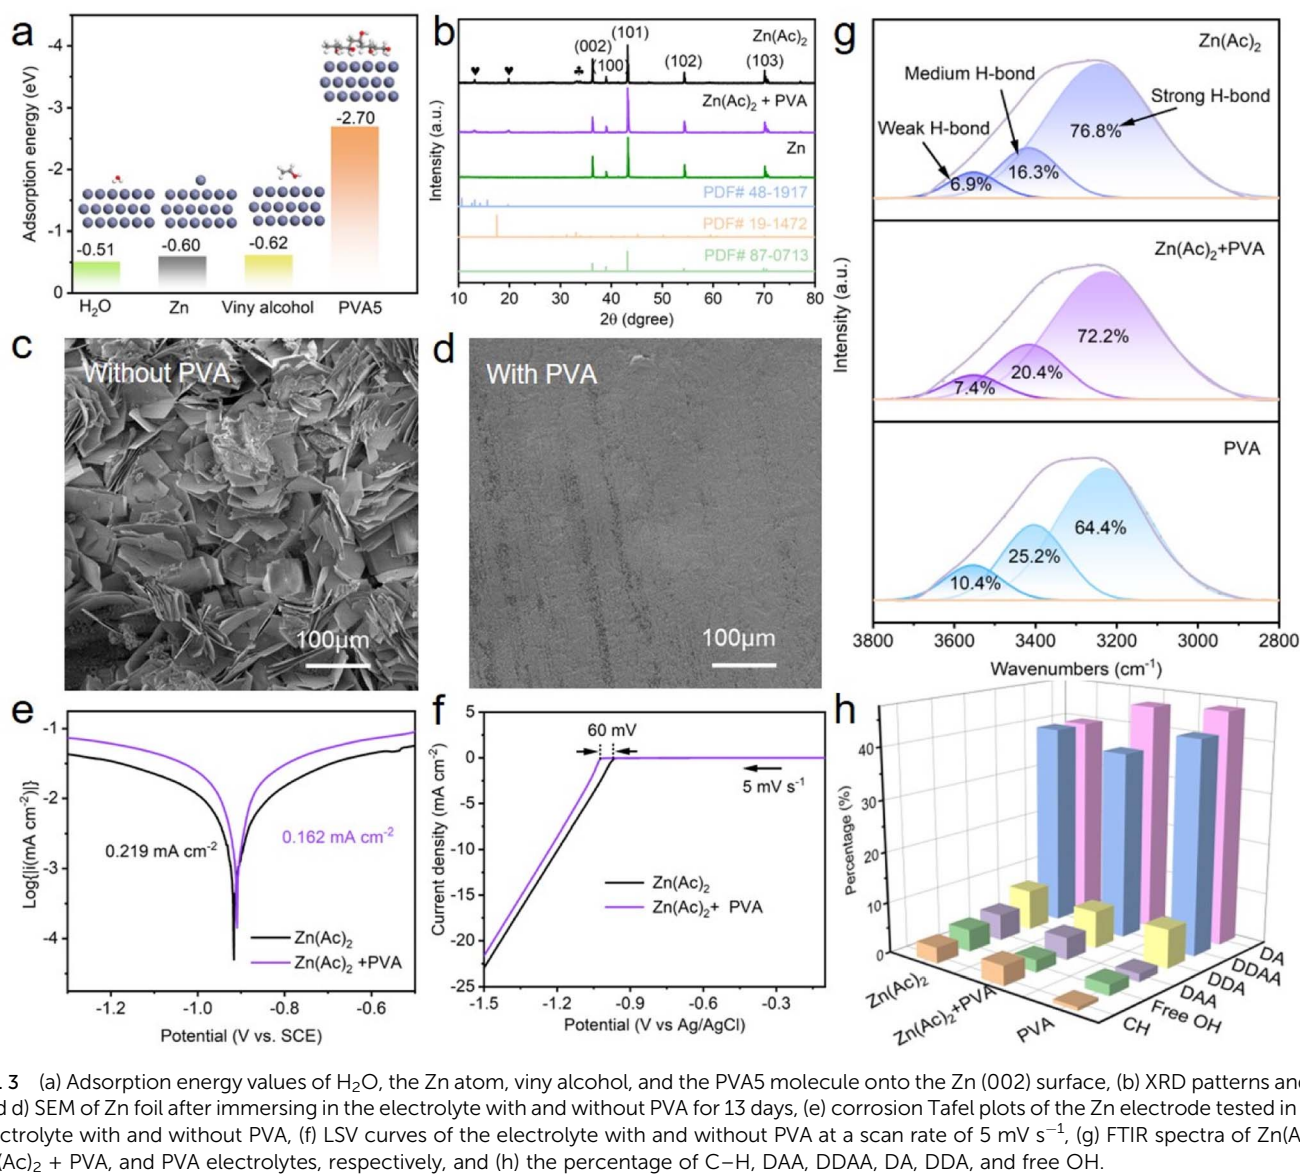 a
Adsorption energy (eV)
-4
-3
-2
-1
0
-0.51
-0.60
-0.62
-2.70
H₂O
Zn
Viny alcohol
PVA5
b
Intensity (a.u.)
(002)
(100)
(101)
(102)
(103)
Zn(Ac)₂
♥ ♥ ♣
Zn(Ac)₂ + PVA
Zn
PDF# 48-1917
PDF# 19-1472
PDF# 87-0713
10 20 30 40 50 60 70 80
2θ (dgree)
c
Without PVA
100μm
d
With PVA
100μm
e
Log{|i(mA cm⁻²)|}
-1
-2
-3
-4
0.219 mA cm⁻²
0.162 mA cm⁻²
Zn(Ac)₂
Zn(Ac)₂ +PVA
-1.2 -1.0 -0.8 -0.6
Potential (V vs. SCE)
f
Current density (mA cm⁻²)
5
0
-5
-10
-15
-20
-25
60 mV
5 mV s⁻¹
Zn(Ac)₂
Zn(Ac)₂+ PVA
-1.5 -1.2 -0.9 -0.6 -0.3
Potential (V vs Ag/AgCl)
g
Intensity (a.u.)
Zn(Ac)₂
Medium H-bond
Strong H-bond
Weak H-bond
76.8%
16.3%
6.9%
Zn(Ac)₂+PVA
72.2%
20.4%
7.4%
PVA
64.4%
25.2%
10.4%
3800 3600 3400 3200 3000 2800
Wavenumbers (cm⁻¹)
h
Percentage (%)
40
30
20
10
0
Zn(Ac)₂
Zn(Ac)₂+PVA
PVA
CH
Free OH
DAA
DDA
DDAA
DA
. 3 (a) Adsorption energy values of H₂O, the Zn atom, viny alcohol, and the PVA5 molecule onto the Zn (002) surface, (b) XRD patterns and
d d) SEM of Zn foil after immersing in the electrolyte with and without PVA for 13 days, (e) corrosion Tafel plots of the Zn electrode tested in
ectrolyte with and without PVA, (f) LSV curves of the electrolyte with and without PVA at a scan rate of 5 mV s⁻¹, (g) FTIR spectra of Zn(A
(Ac)₂ + PVA, and PVA electrolytes, respectively, and (h) the percentage of C–H, DAA, DDAA, DA, DDA, and free OH.